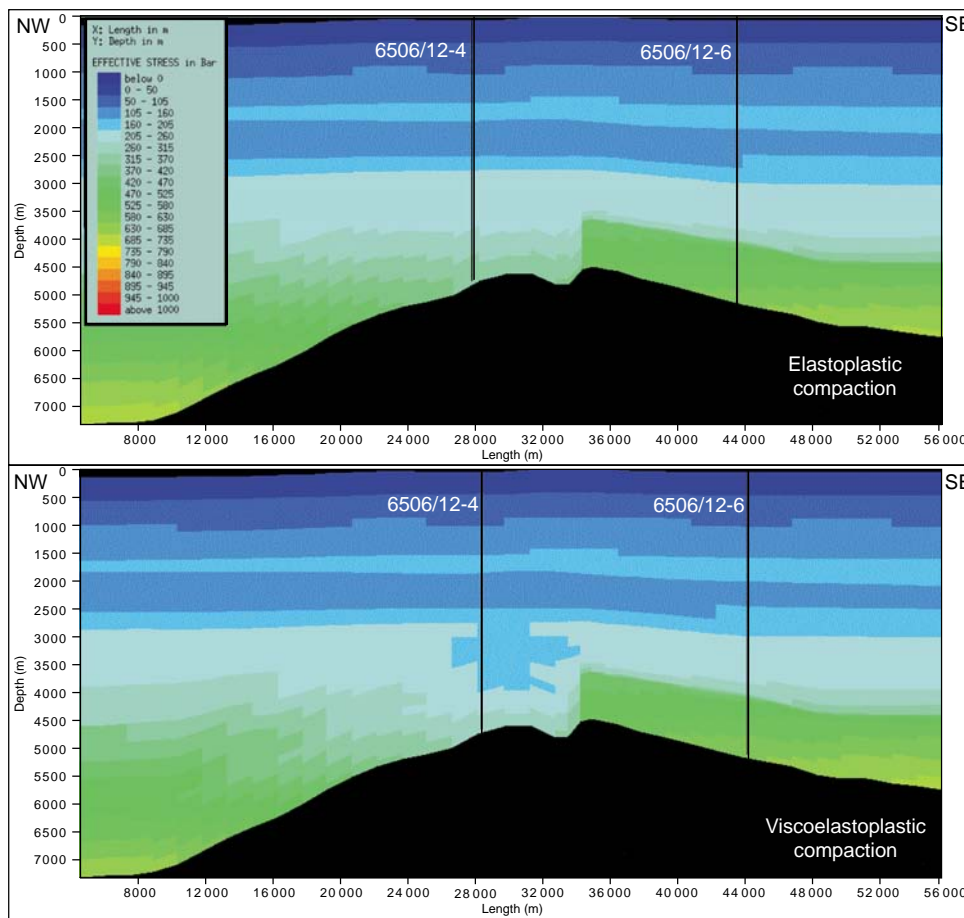 NW
SE
0
500
1000
1500
2000
2500
3000
3500
4000
4500
5000
5500
6000
6500
7000
Depth (m)
X: Length in m
Y: Depth in m
EFFECTIVE STRESS in Bar
below 0
0 - 50
50 - 105
105 - 160
160 - 205
205 - 260
260 - 315
315 - 370
370 - 420
420 - 470
470 - 525
525 - 580
580 - 630
630 - 685
685 - 735
735 - 790
790 - 840
840 - 895
895 - 945
945 - 1000
above 1000
6506/12-4
6506/12-6
Elastoplastic
compaction
8000 12 000 16 000 20 000 24 000 28 000 32 000 36 000 40 000 44 000 48 000 52 000 56 000
Length (m)
NW
SE
0
500
1000
1500
2000
2500
3000
3500
4000
4500
5000
5500
6000
6500
7000
Depth (m)
6506/12-4
6506/12-6
Viscoelastoplastic
compaction
8000 12 000 16 000 20 000 24 000 28 000 32 000 36 000 40 000 44 000 48 000 52 000 56 000
Length (m)